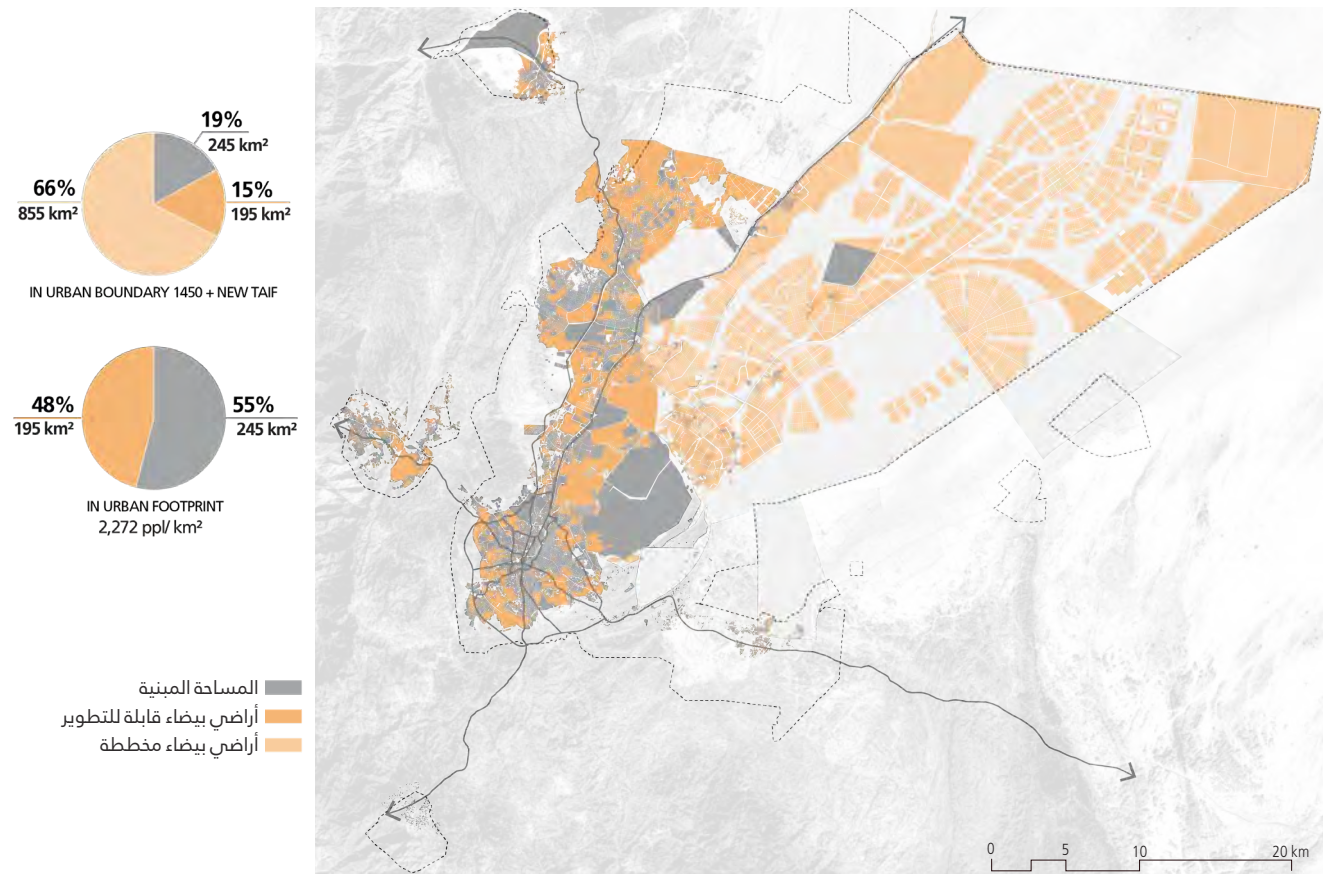 19%
245 km²
66%
855 km²
15%
195 km²
IN URBAN BOUNDARY 1450 + NEW TAIF
48%
195 km²
55%
245 km²
IN URBAN FOOTPRINT
2,272 ppl/ km²
المساحة المبنية
أراضي بيضاء قابلة للتطوير
أراضي بيضاء مخططة
0 5 10 20 km